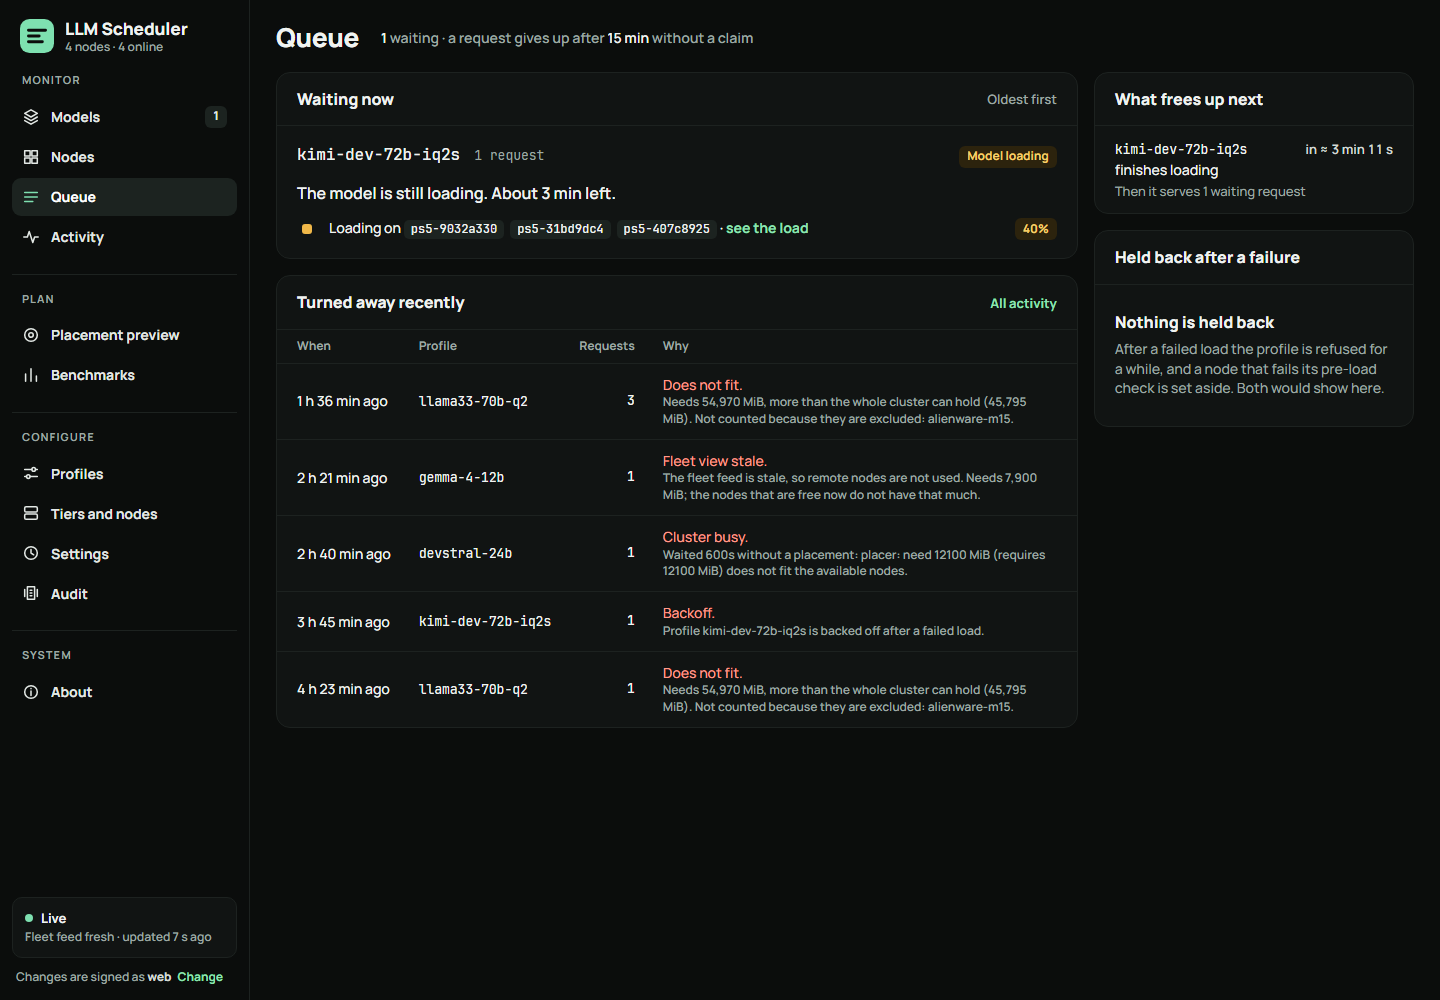 LLM Scheduler
4 nodes · 4 online
MONITOR
Models 1
Nodes
Queue
Activity
PLAN
Placement preview
Benchmarks
CONFIGURE
Profiles
Tiers and nodes
Settings
Audit
SYSTEM
About
Live
Fleet feed fresh · updated 7 s ago
Changes are signed as web Change
Queue 1 waiting · a request gives up after 15 min without a claim
Waiting now Oldest first
kimi-dev-72b-iq2s 1 request Model loading
The model is still loading. About 3 min left.
Loading on ps5-9032a330 ps5-31bd9dc4 ps5-407c8925 · see the load 40%
Turned away recently All activity
When Profile Requests Why
1 h 36 min ago llama33-70b-q2 3 Does not fit.
Needs 54,970 MiB, more than the whole cluster can hold (45,795
MiB). Not counted because they are excluded: alienware-m15.
2 h 21 min ago gemma-4-12b 1 Fleet view stale.
The fleet feed is stale, so remote nodes are not used. Needs 7,900
MiB; the nodes that are free now do not have that much.
2 h 40 min ago devstral-24b 1 Cluster busy.
Waited 600s without a placement: placer: need 12100 MiB (requires
12100 MiB) does not fit the available nodes.
3 h 45 min ago kimi-dev-72b-iq2s 1 Backoff.
Profile kimi-dev-72b-iq2s is backed off after a failed load.
4 h 23 min ago llama33-70b-q2 1 Does not fit.
Needs 54,970 MiB, more than the whole cluster can hold (45,795
MiB). Not counted because they are excluded: alienware-m15.
What frees up next
kimi-dev-72b-iq2s in ≈ 3 min 11 s
finishes loading
Then it serves 1 waiting request
Held back after a failure
Nothing is held back
After a failed load the profile is refused for
a while, and a node that fails its pre-load
check is set aside. Both would show here.